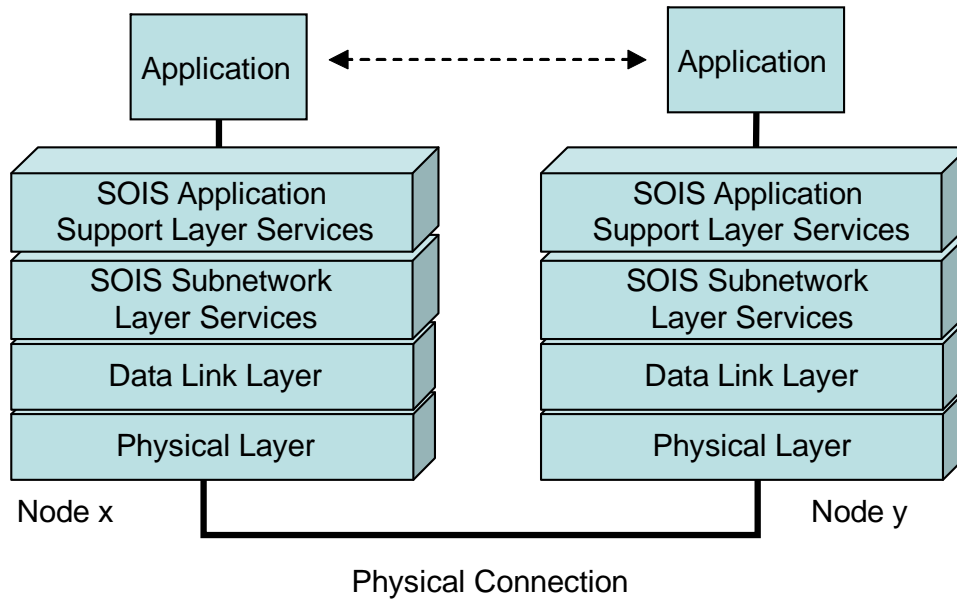 Application
Application
SOIS Application
Support Layer Services
SOIS Subnetwork
Layer Services
Data Link Layer
Physical Layer
Node x
SOIS Application
Support Layer Services
SOIS Subnetwork
Layer Services
Data Link Layer
Physical Layer
Node y
Physical Connection